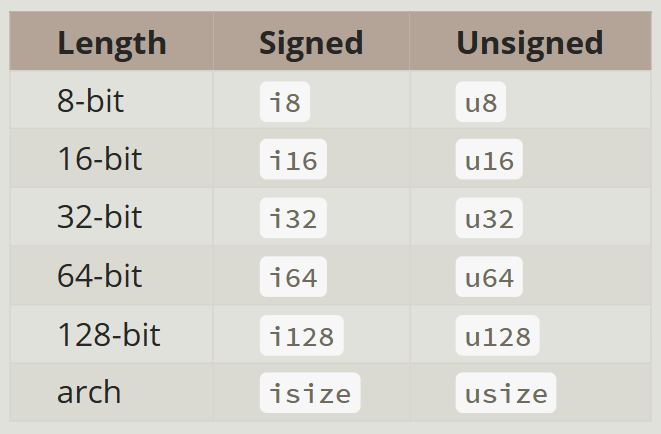 Length Signed Unsigned
8-bit i8 u8
16-bit i16 u16
32-bit i32 u32
64-bit i64 u64
128-bit i128 u128
arch isize usize